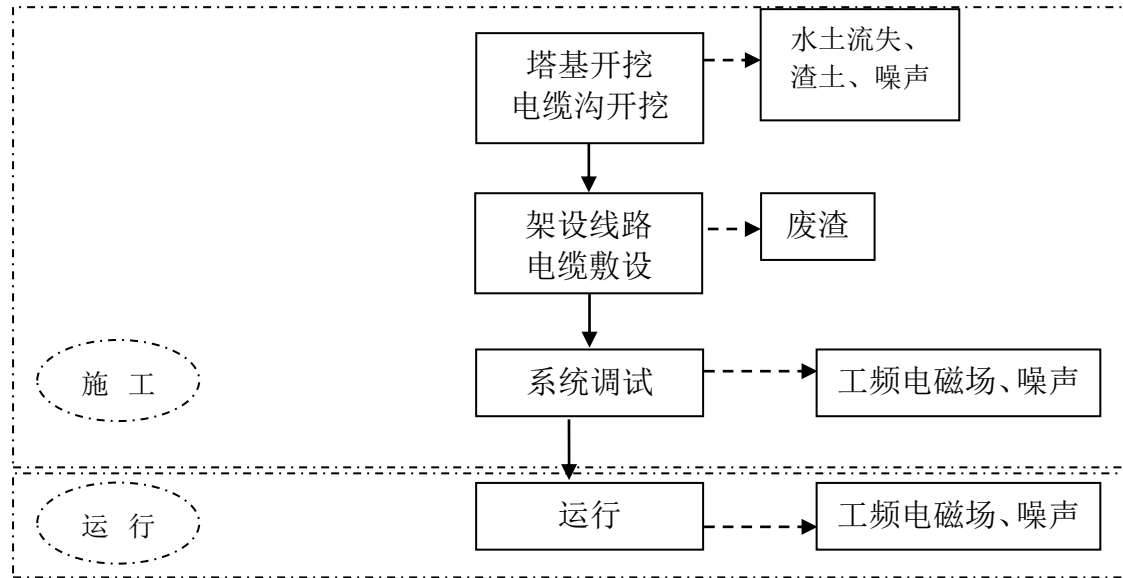 塔基开挖
电缆沟开挖
水土流失、
渣土、噪声
架设线路
电缆敷设
废渣
施 工
系统调试
工频电磁场、噪声
运 行
运行
工频电磁场、噪声